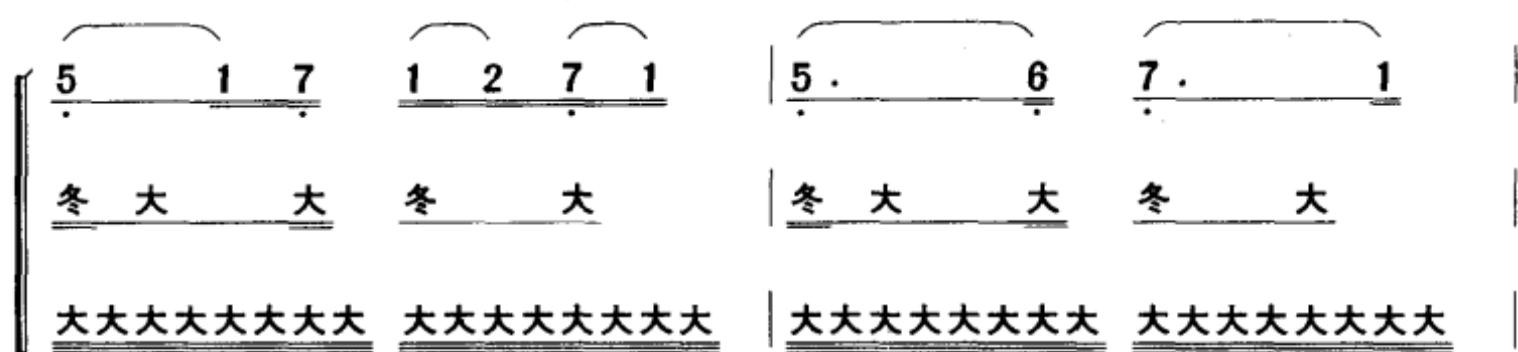 5 1 7 1 2 7 1 | 5 · 6 7 · 1 |
冬 大 大 冬 大 | 冬 大 大 冬 大 |
大大大大大大大大 大大大大大大大大 | 大大大大大大大大 大大大大大大大大 |